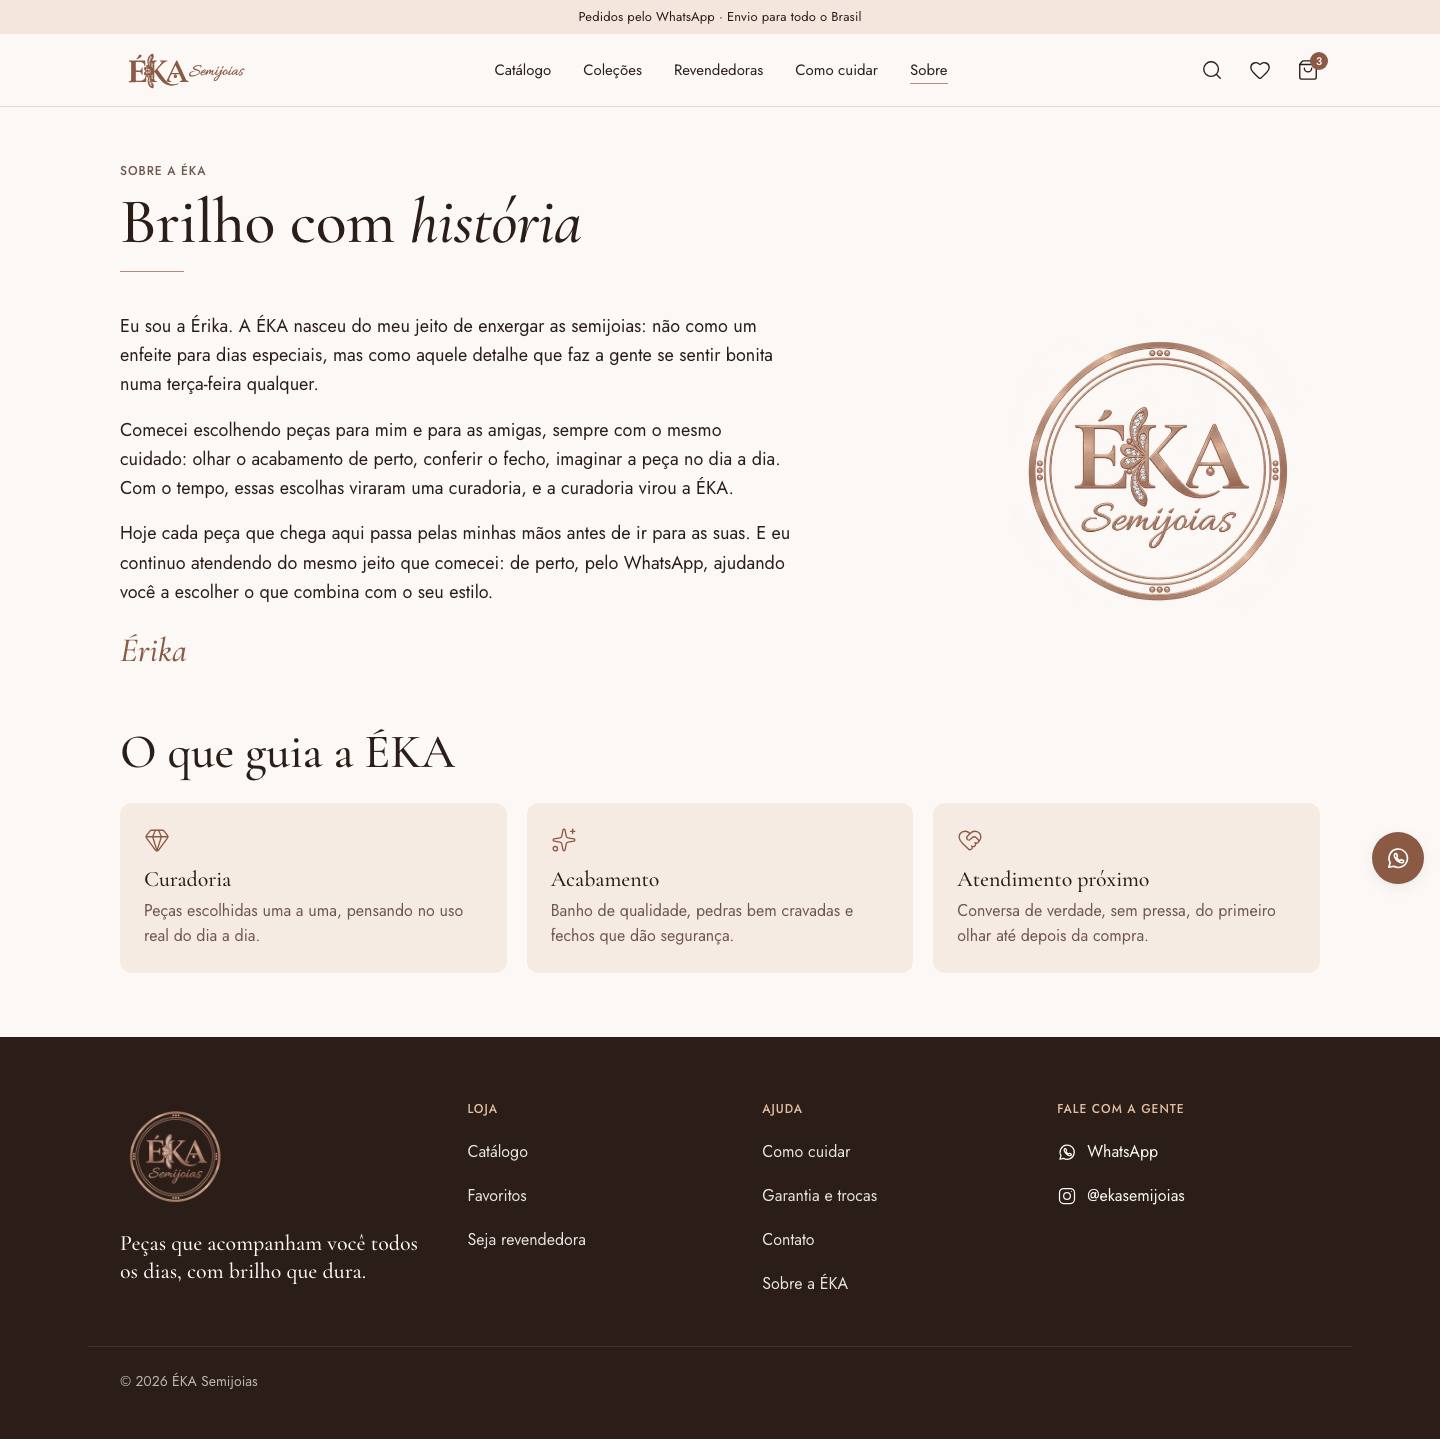 Pedidos pelo WhatsApp · Envio para todo o Brasil
ÉKA Semijoias
Catálogo
Coleções
Revendedoras
Como cuidar
Sobre
3
SOBRE A ÉKA
Brilho com história
Eu sou a Érika. A ÉKA nasceu do meu jeito de enxergar as semijoias: não como um
enfeite para dias especiais, mas como aquele detalhe que faz a gente se sentir bonita
numa terça-feira qualquer.
Comecei escolhendo peças para mim e para as amigas, sempre com o mesmo
cuidado: olhar o acabamento de perto, conferir o fecho, imaginar a peça no dia a dia.
Com o tempo, essas escolhas viraram uma curadoria, e a curadoria virou a ÉKA.
Hoje cada peça que chega aqui passa pelas minhas mãos antes de ir para as suas. E eu
continuo atendendo do mesmo jeito que comecei: de perto, pelo WhatsApp, ajudando
você a escolher o que combina com o seu estilo.
Érika
ÉKA
Semijoias
O que guia a ÉKA
Curadoria
Peças escolhidas uma a uma, pensando no uso
real do dia a dia.
Acabamento
Banho de qualidade, pedras bem cravadas e
fechos que dão segurança.
Atendimento próximo
Conversa de verdade, sem pressa, do primeiro
olhar até depois da compra.
ÉKA
Semijoias
Peças que acompanham você todos
os dias, com brilho que dura.
LOJA
Catálogo
Favoritos
Seja revendedora
AJUDA
Como cuidar
Garantia e trocas
Contato
Sobre a ÉKA
FALE COM A GENTE
WhatsApp
@ekasemijoias
© 2026 ÉKA Semijoias